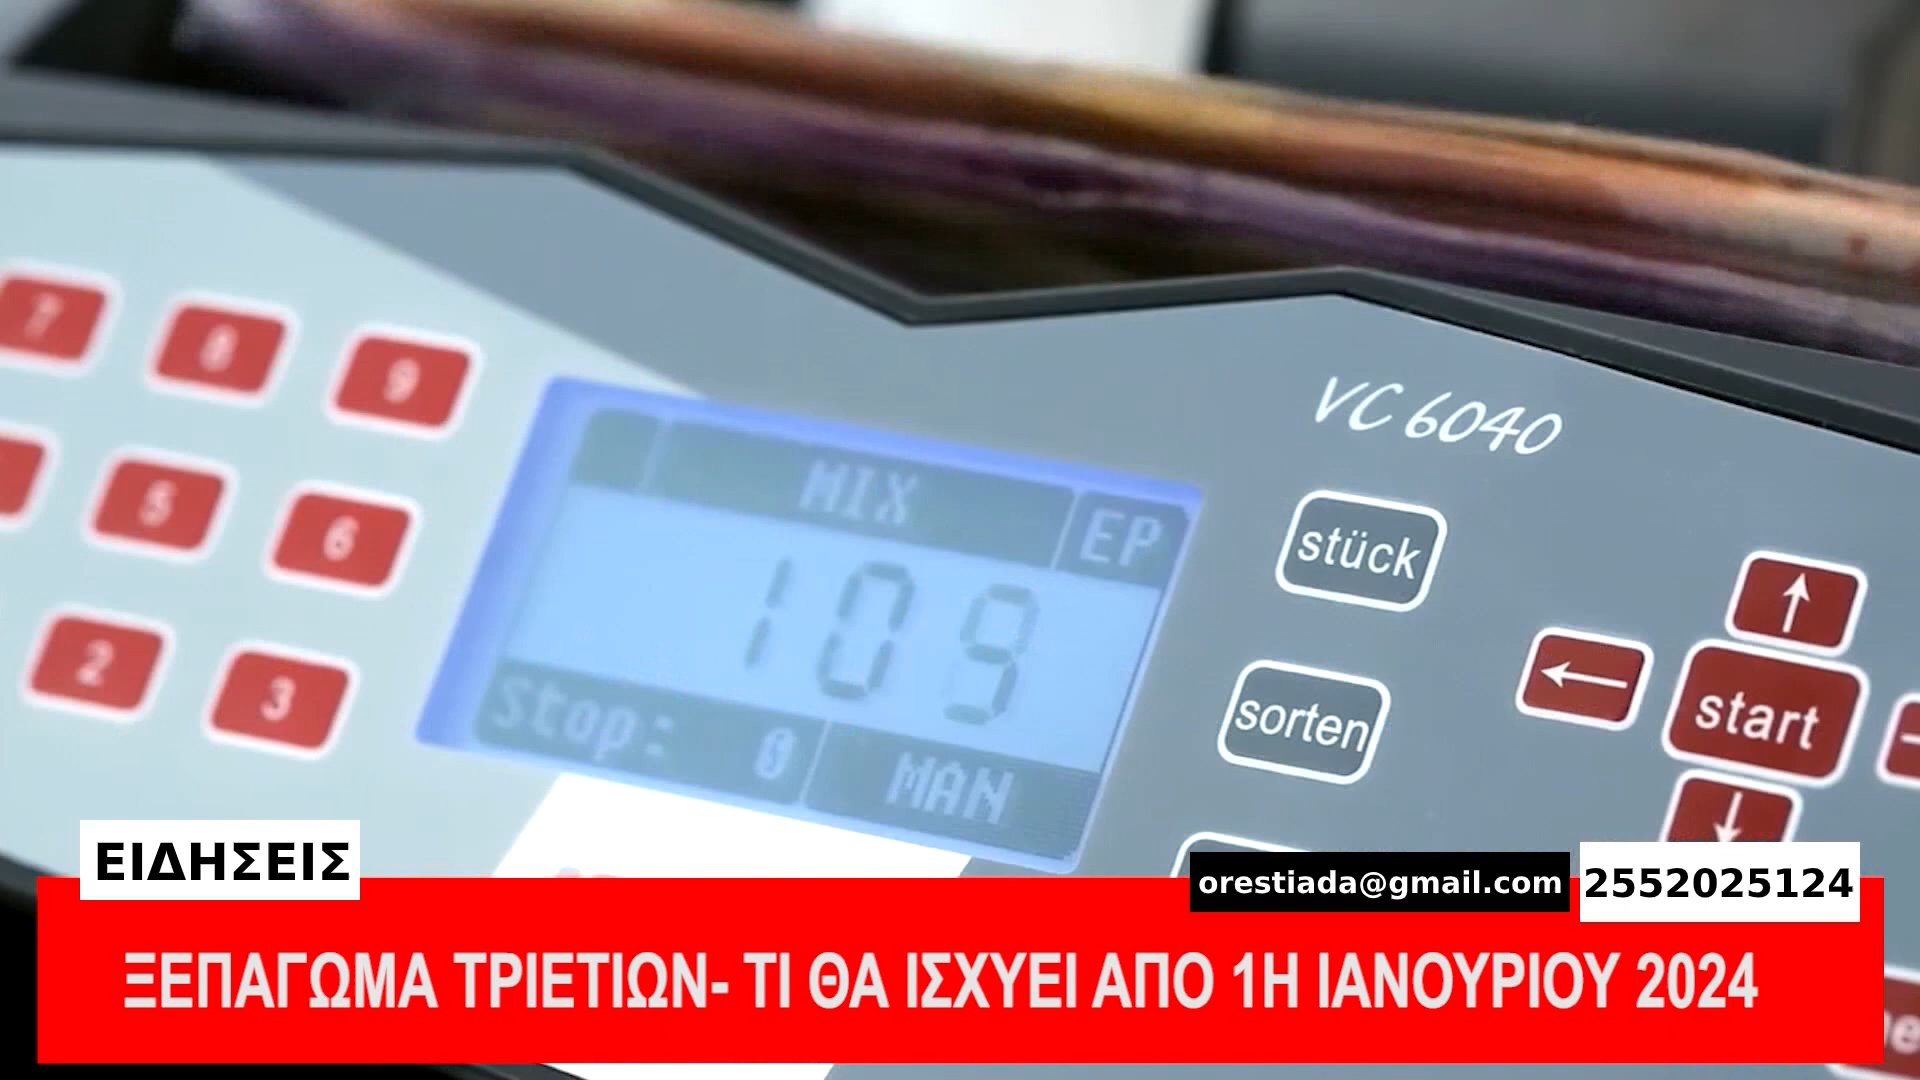 7
8
9
5
6
2
3
MIX
EP
109
stop: 0
MAN
VC 6040
stück
sorten
start
ΕΙΔΗΣΕΙΣ
orestiada@gmail.com
2552025124
ΞΕΠΑΓΩΜΑ ΤΡΙΕΤΙΩΝ- ΤΙ ΘΑ ΙΣΧΥΕΙ ΑΠΟ 1Η ΙΑΝΟΥΡΙΟΥ 2024